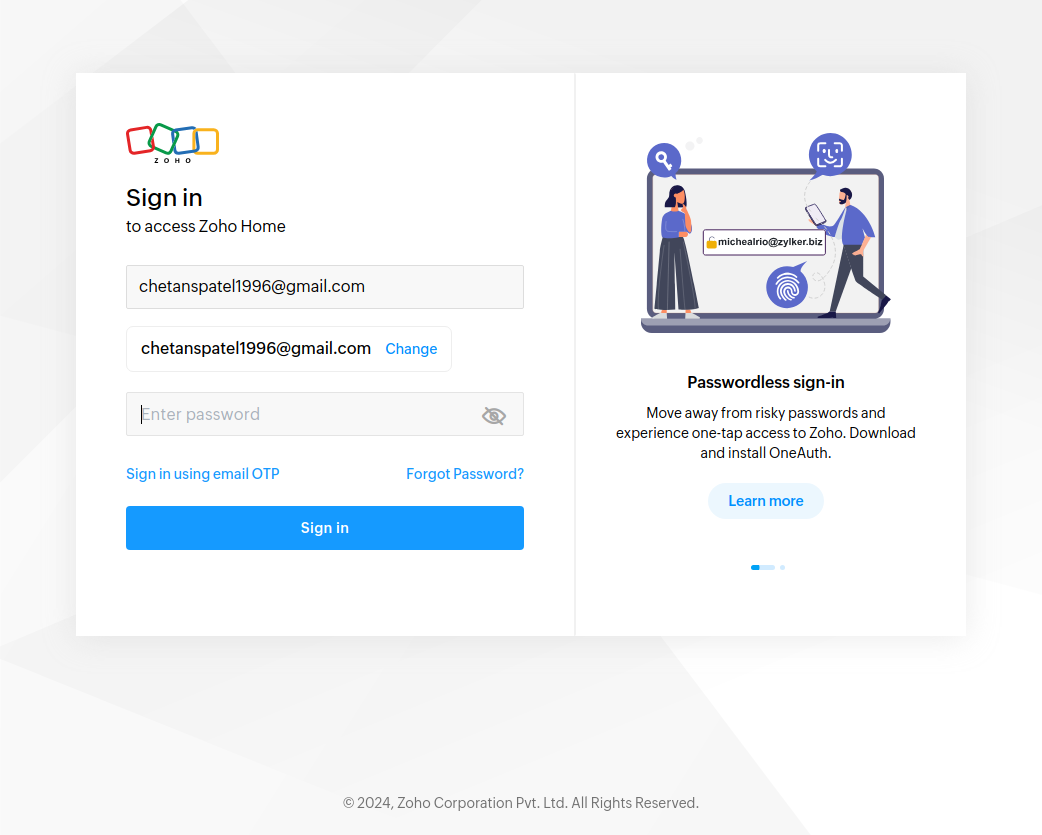 ZOHO
Sign in
to access Zoho Home
chetanspatel1996@gmail.com
chetanspatel1996@gmail.com Change
Enter password
Sign in using email OTP Forgot Password?
Sign in
michealrio@zylker.biz
Passwordless sign-in
Move away from risky passwords and
experience one-tap access to Zoho. Download
and install OneAuth.
Learn more
© 2024, Zoho Corporation Pvt. Ltd. All Rights Reserved.